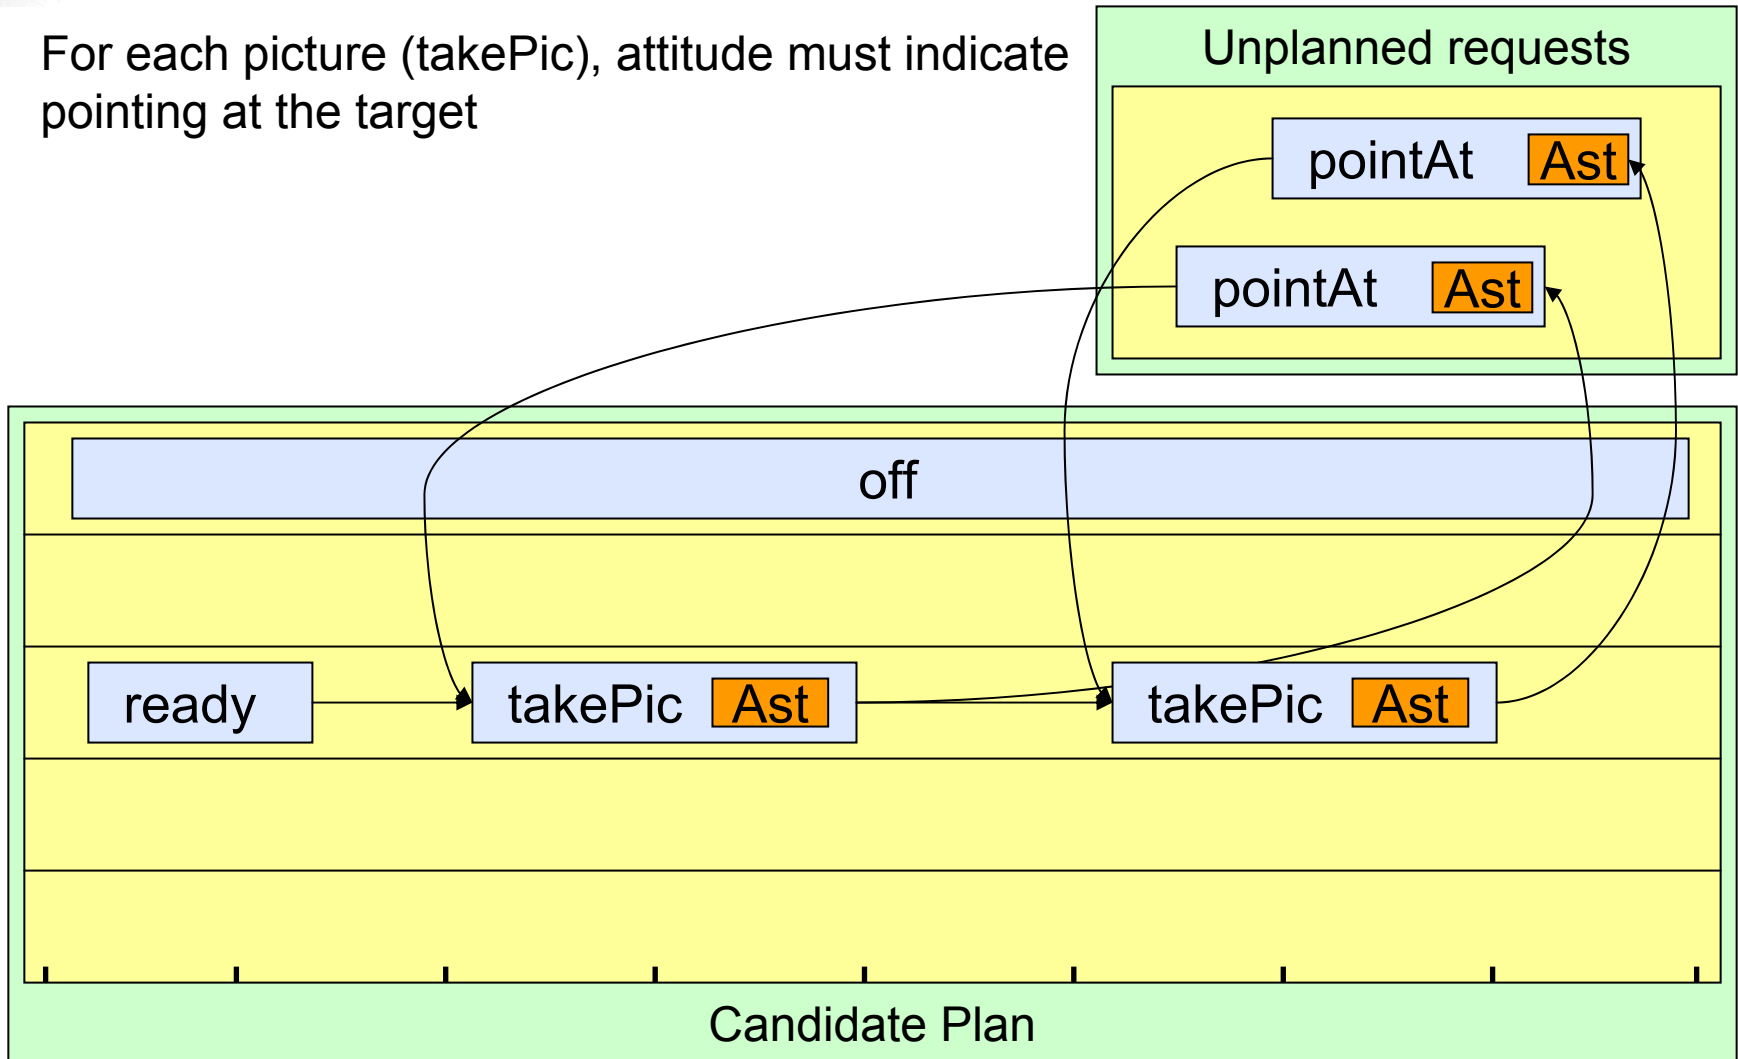 For each picture (takePic), attitude must indicate
pointing at the target
Unplanned requests
pointAt Ast
pointAt Ast
off
ready takePic Ast takePic Ast
Candidate Plan